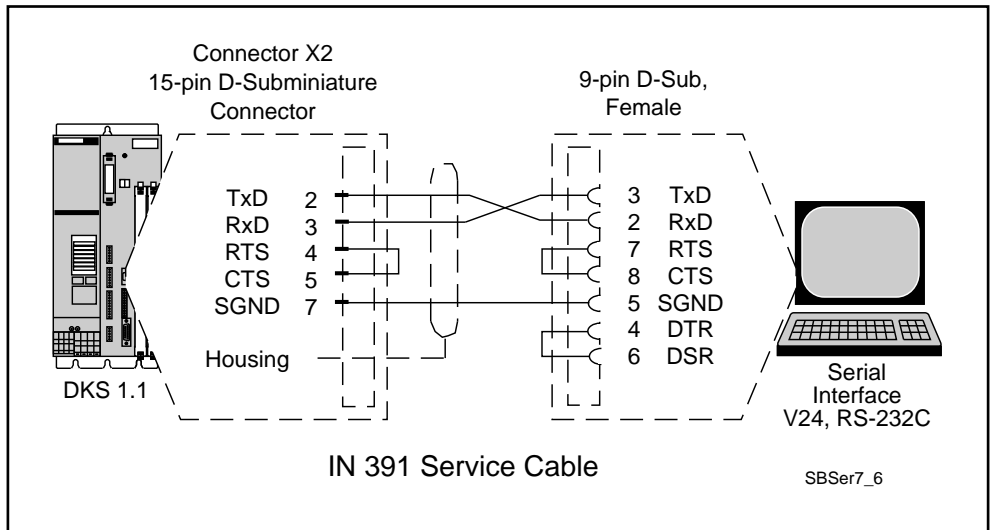 Connector X2
15-pin D-Subminiature
Connector
9-pin D-Sub,
Female
TxD 2
RxD 3
RTS 4
CTS 5
SGND 7
Housing
3 TxD
2 RxD
7 RTS
8 CTS
5 SGND
4 DTR
6 DSR
DKS 1.1
Serial
Interface
V24, RS-232C
IN 391 Service Cable
SBSer7_6